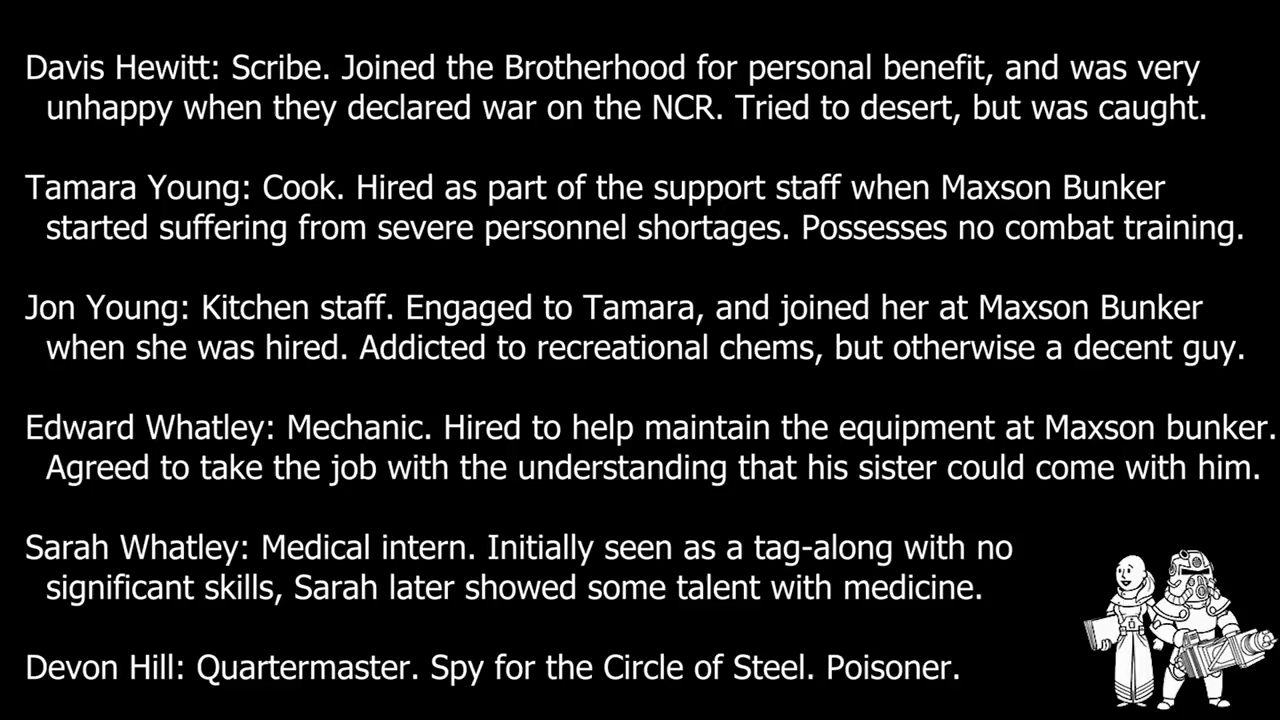 Davis Hewitt: Scribe. Joined the Brotherhood for personal benefit, and was very
unhappy when they declared war on the NCR. Tried to desert, but was caught.
Tamara Young: Cook. Hired as part of the support staff when Maxson Bunker
started suffering from severe personnel shortages. Possesses no combat training.
Jon Young: Kitchen staff. Engaged to Tamara, and joined her at Maxson Bunker
when she was hired. Addicted to recreational chems, but otherwise a decent guy.
Edward Whatley: Mechanic. Hired to help maintain the equipment at Maxson bunker.
Agreed to take the job with the understanding that his sister could come with him.
Sarah Whatley: Medical intern. Initially seen as a tag-along with no
significant skills, Sarah later showed some talent with medicine.
Devon Hill: Quartermaster. Spy for the Circle of Steel. Poisoner.